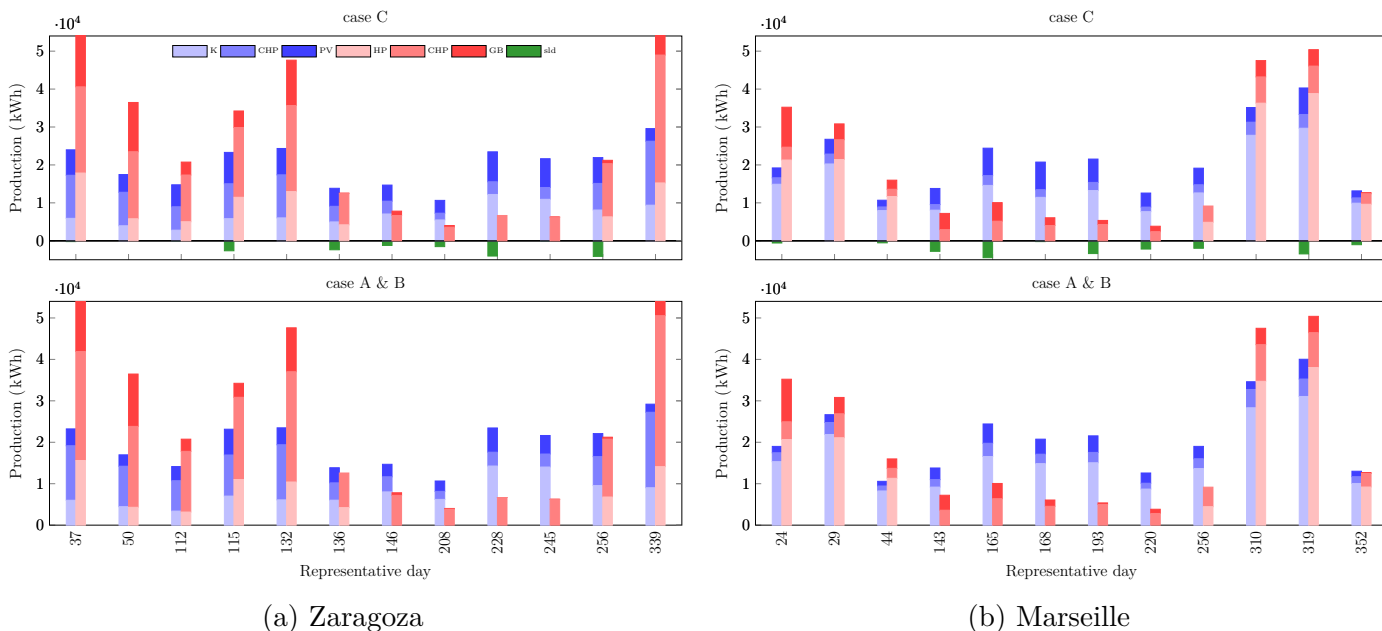 case C
·10⁴
5
4
3
2
1
0
Production ( kWh)
K CHP PV HP CHP GB sld
case A & B
·10⁴
5
4
3
2
1
0
Production ( kWh)
37 50 112 115 132 136 146 208 228 245 256 339
Representative day
(a) Zaragoza
case C
·10⁴
5
4
3
2
1
0
Production ( kWh)
case A & B
·10⁴
5
4
3
2
1
0
Production ( kWh)
24 29 44 143 165 168 193 220 256 310 319 352
Representative day
(b) Marseille